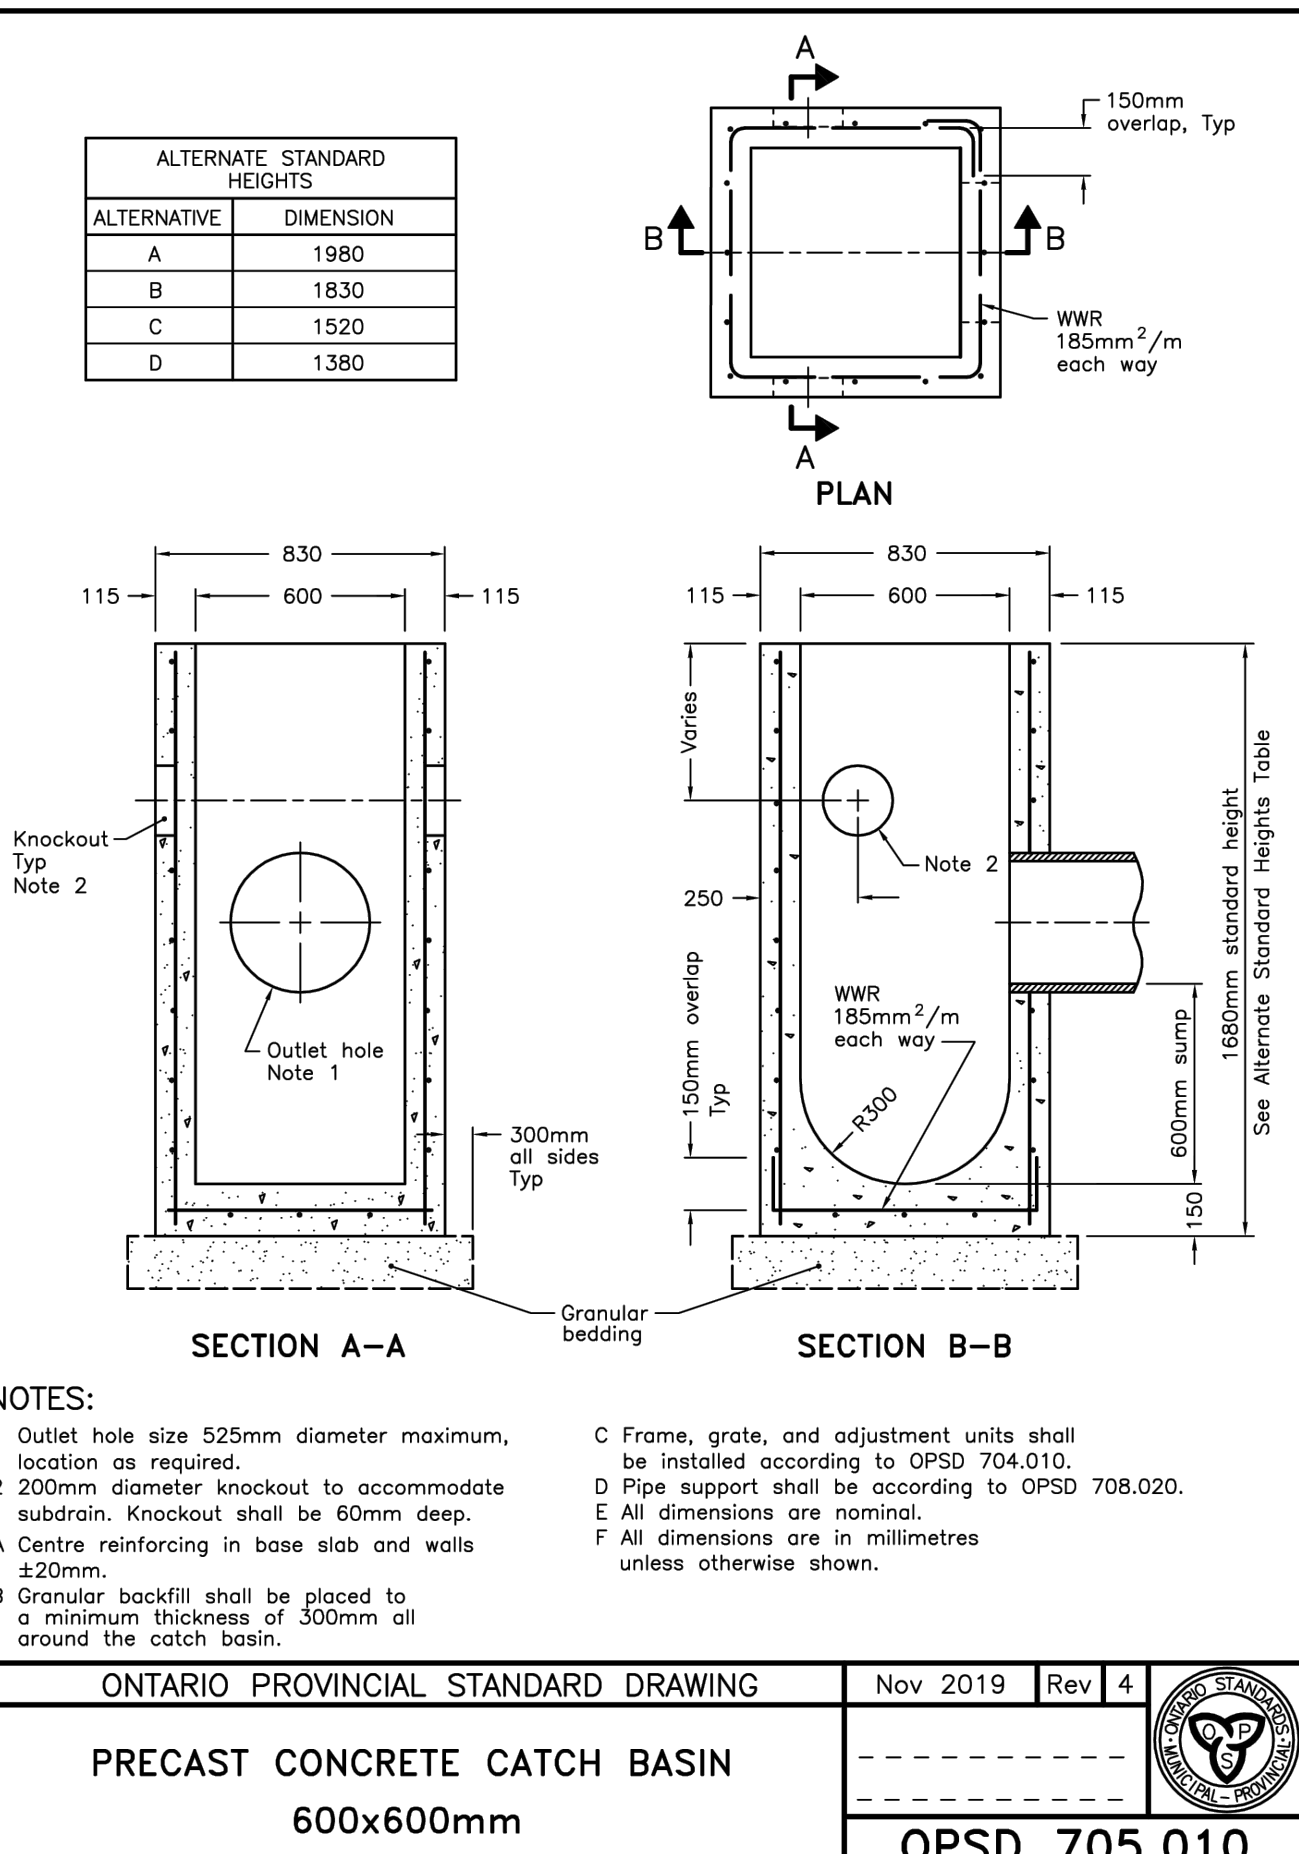 ALTERNATE STANDARD
HEIGHTS
ALTERNATIVE DIMENSION
A 1980
B 1830
C 1520
D 1380
A
150mm
overlap, Typ
B
B
WWR
185mm²/m
each way
A
PLAN
830
115
600
115
Knockout
Typ
Note 2
Outlet hole
Note 1
300mm
all sides
Typ
830
115
600
115
Varies
Note 2
250
150mm overlap
Typ
WWR
185mm²/m
each way
R300
600mm sump
150
1680mm standard height
See Alternate Standard Heights Table
Granular
bedding
SECTION A–A
SECTION B–B
NOTES:
Outlet hole size 525mm diameter maximum,
location as required.
2 200mm diameter knockout to accommodate
subdrain. Knockout shall be 60mm deep.
A Centre reinforcing in base slab and walls
±20mm.
B Granular backfill shall be placed to
a minimum thickness of 300mm all
around the catch basin.
C Frame, grate, and adjustment units shall
be installed according to OPSD 704.010.
D Pipe support shall be according to OPSD 708.020.
E All dimensions are nominal.
F All dimensions are in millimetres
unless otherwise shown.
ONTARIO PROVINCIAL STANDARD DRAWING
Nov 2019 Rev 4
PRECAST CONCRETE CATCH BASIN
600x600mm
ONTARIO STANDARDS
MUNICIPAL – PROVINCIAL
O P
S
OPSD 705.010